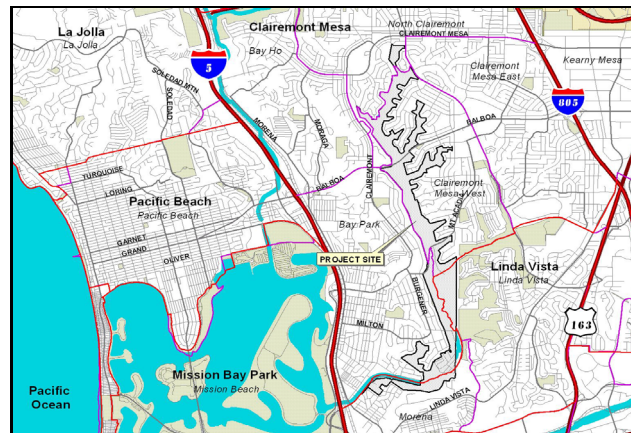 La Jolla
La Jolla
Clairemont Mesa
Bay Ho
North Clairemont
CLAIREMONT MESA
Clairemont
Mesa East
Kearny Mesa
5
805
SOLEDAD MTN
SOLEDAD
MORENA
MORAGA
CLAIREMONT
BALBOA
TURQUOISE
LORING
BALBOA
Pacific Beach
Pacific Beach
Clairemont
Mesa West
MT ACADIA
Bay Park
GARNET
GRAND
OLIVER
PROJECT SITE
Linda Vista
Linda Vista
BURGENER
MILTON
163
Mission Bay Park
Mission Beach
Pacific
Ocean
LINDA VISTA
Morena